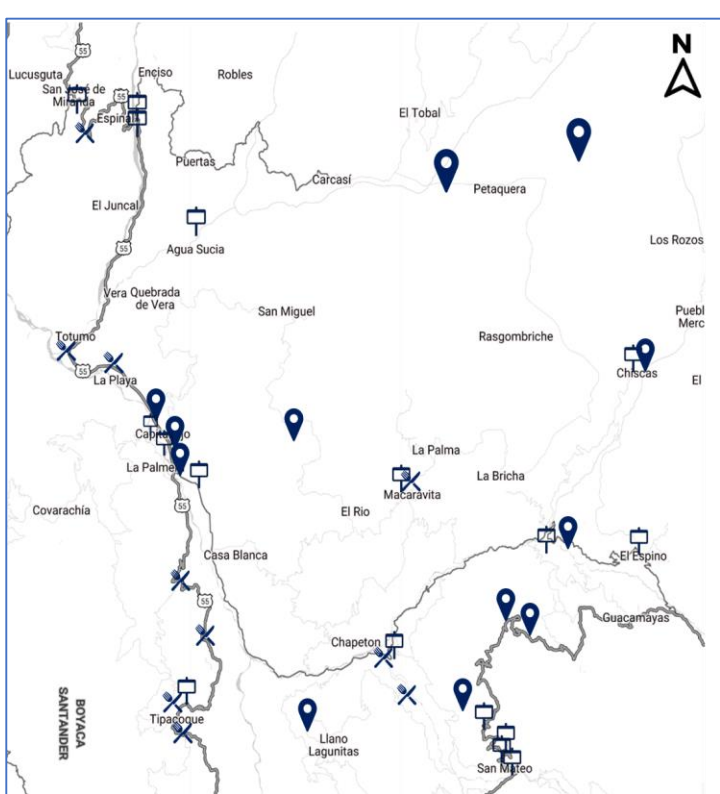 N
55
Lucusguta
Enciso
Robles
San José de
Miranda
55
Espinal
El Tobal
Puertas
Carcasí
Petaquera
El Juncal
Agua Sucia
55
Los Rozos
Vera Quebrada
de Vera
San Miguel
Puebl
Merc
Totumo
Rasgombriche
55
La Playa
Chiscas
El
La Palma
La Bricha
Macaravita
Covarachía
El Rio
55
Casa Blanca
El Espino
55
Guacamayas
Chapeton
BOYACA
SANTANDER
Tipacoque
Llano
Lagunitas
San Mateo